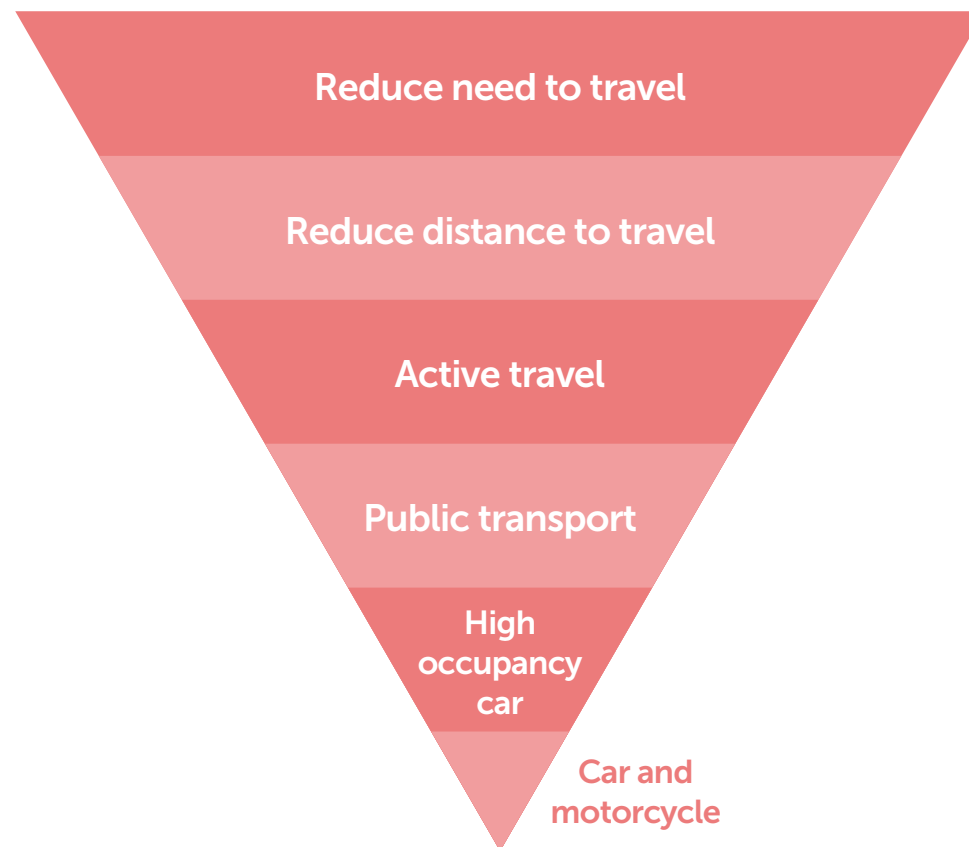 Reduce need to travel
Reduce distance to travel
Active travel
Public transport
High
occupancy
car
Car and
motorcycle